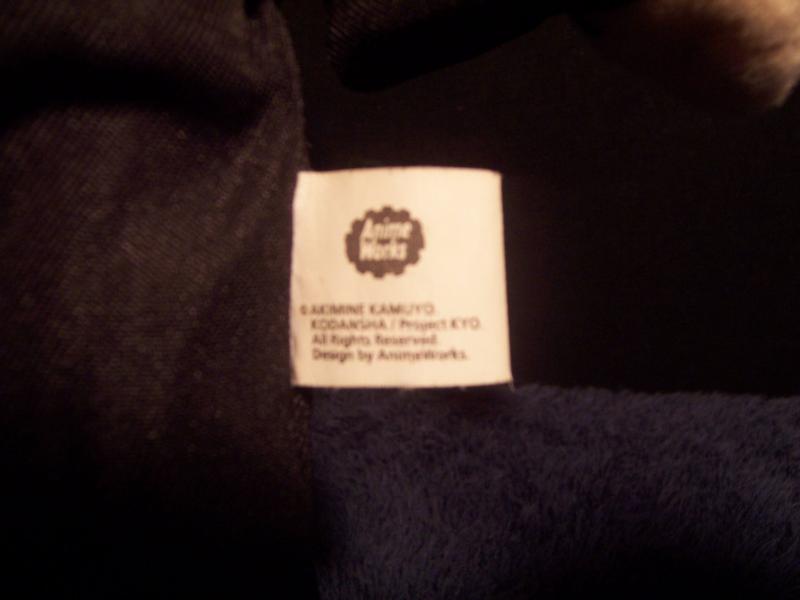 Anime
Works
©AKIMINE KAMIJYO.
KODANSHA / Project KYO.
All Rights Reserved.
Design by AnimeWorks.